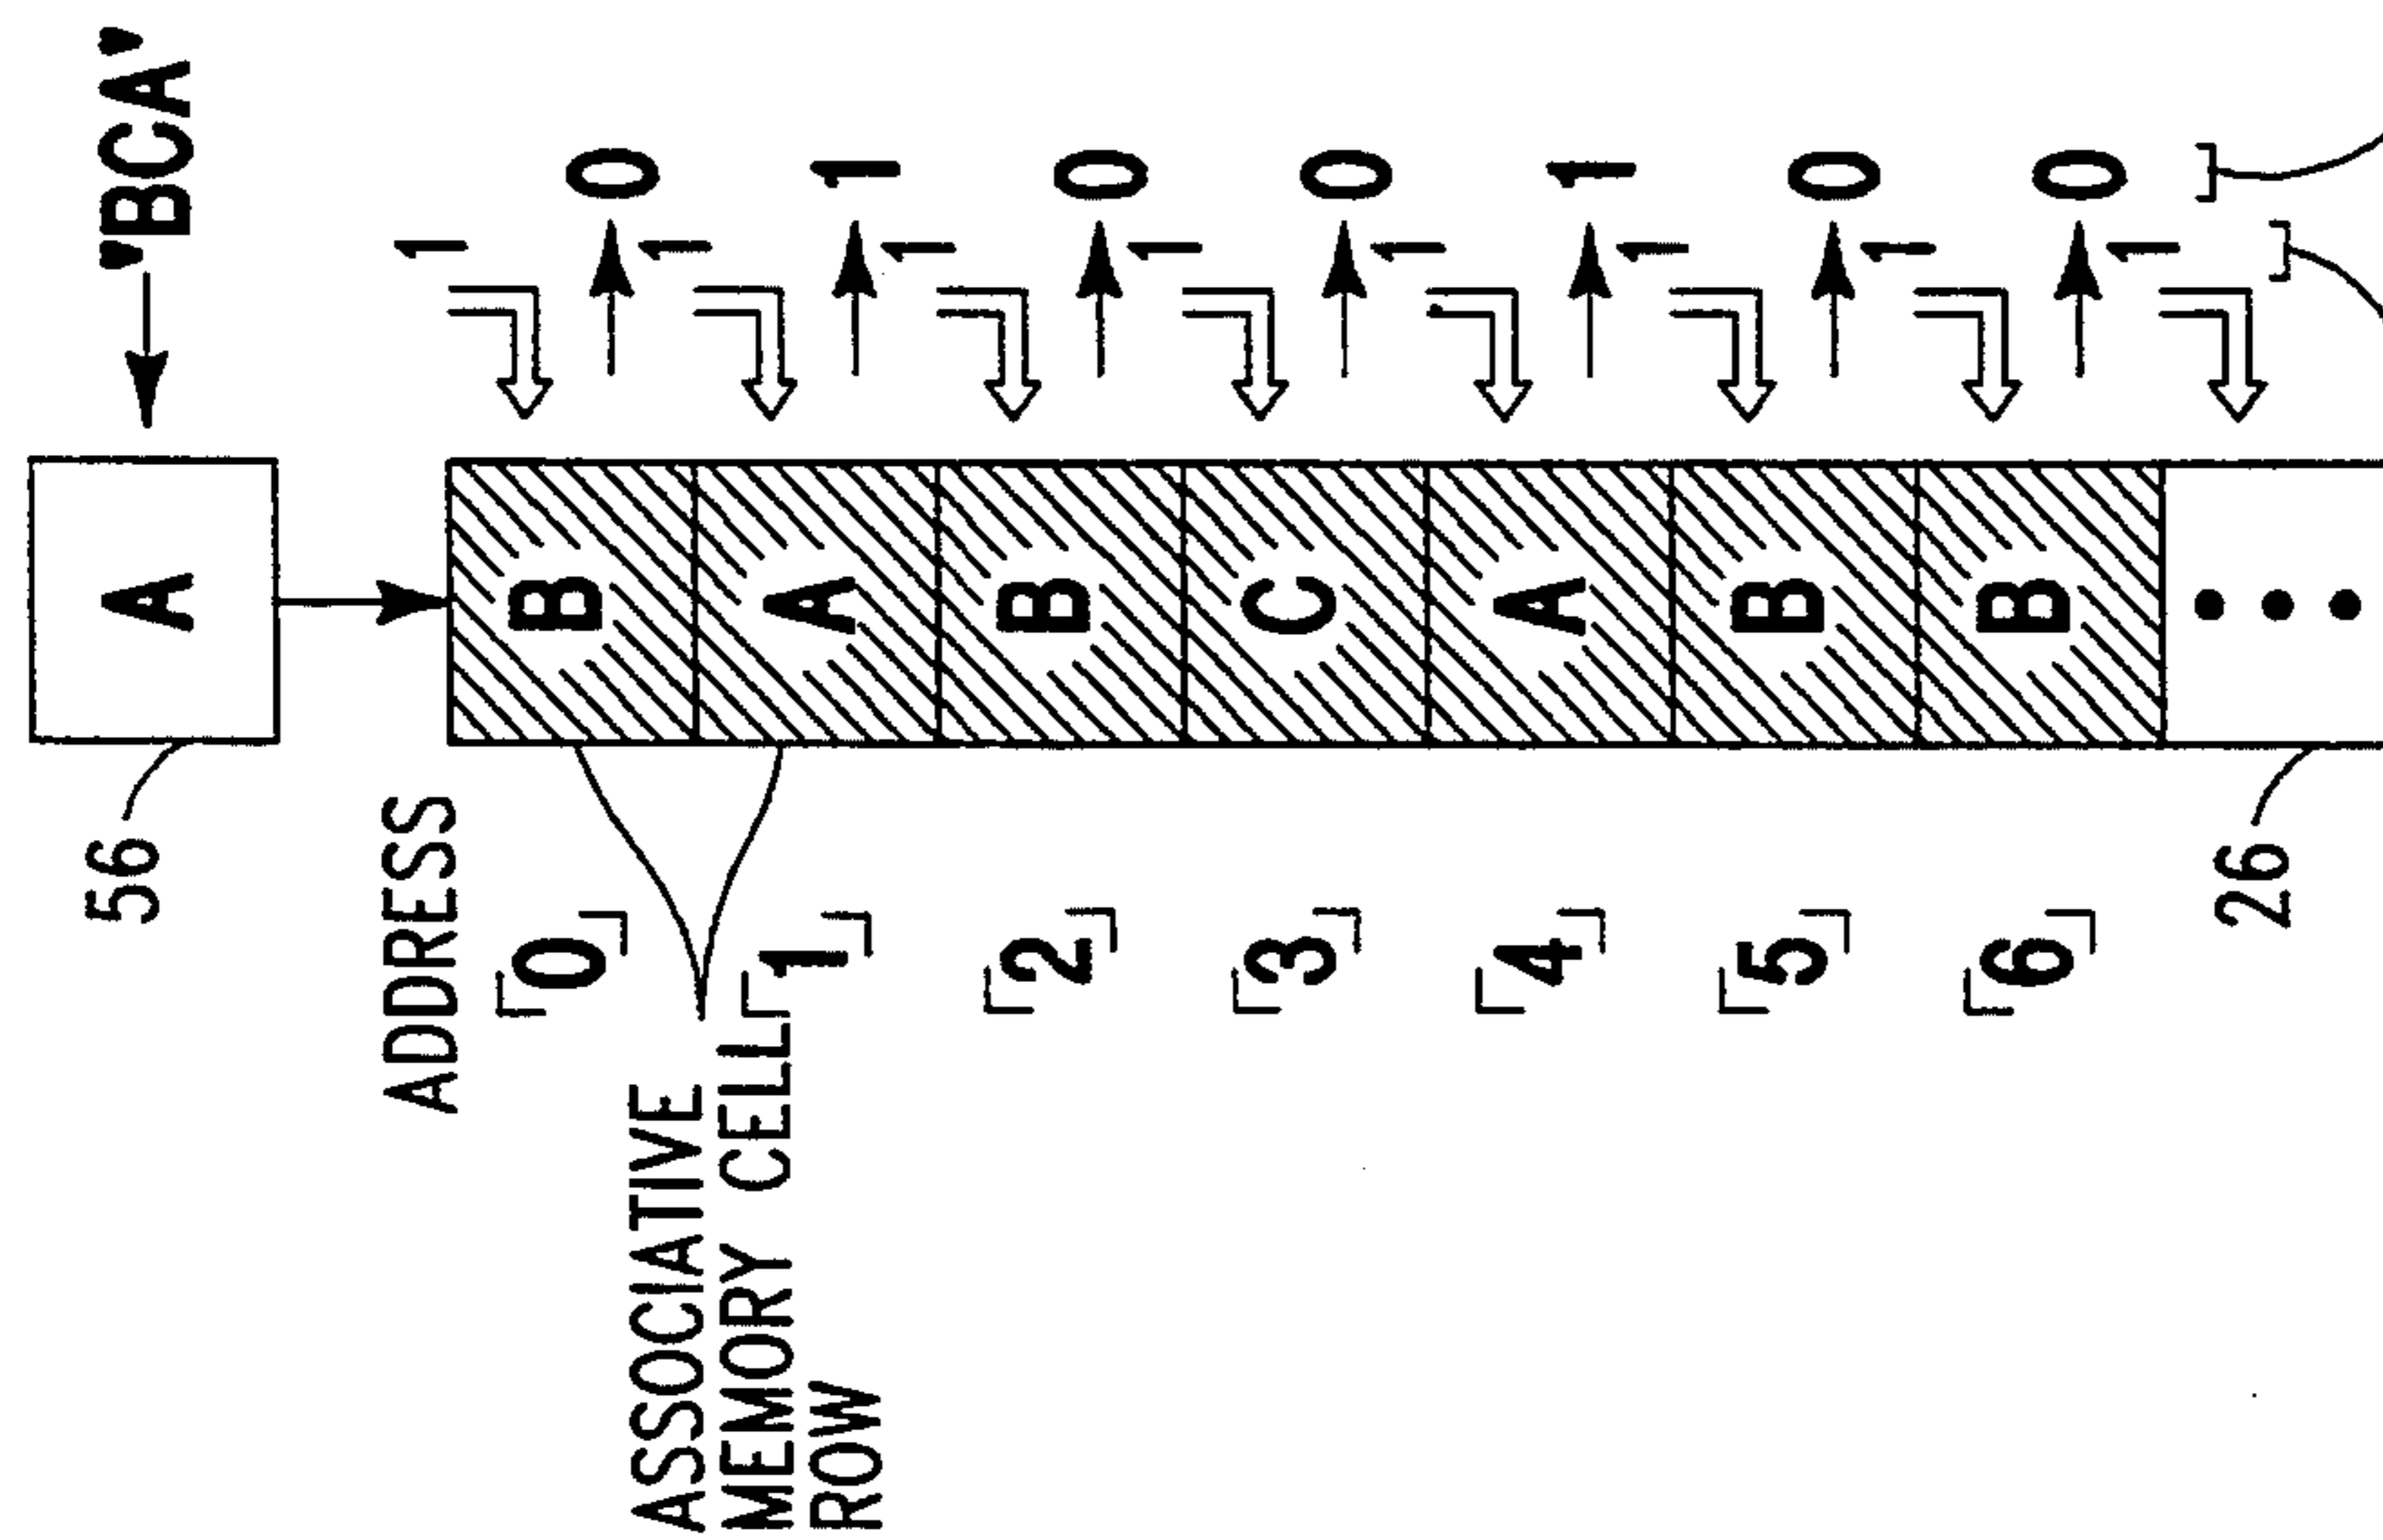 56 A "BCA"
ADDRESS 1
「0」 B 0
ASSOCIATIVE 1
MEMORY CELL 「1」 A 1
ROW
1
「2」 B 0
1
「3」 C 0
1
「4」 A 1
1
「5」 B 0
1
「6」 B 0
1
26